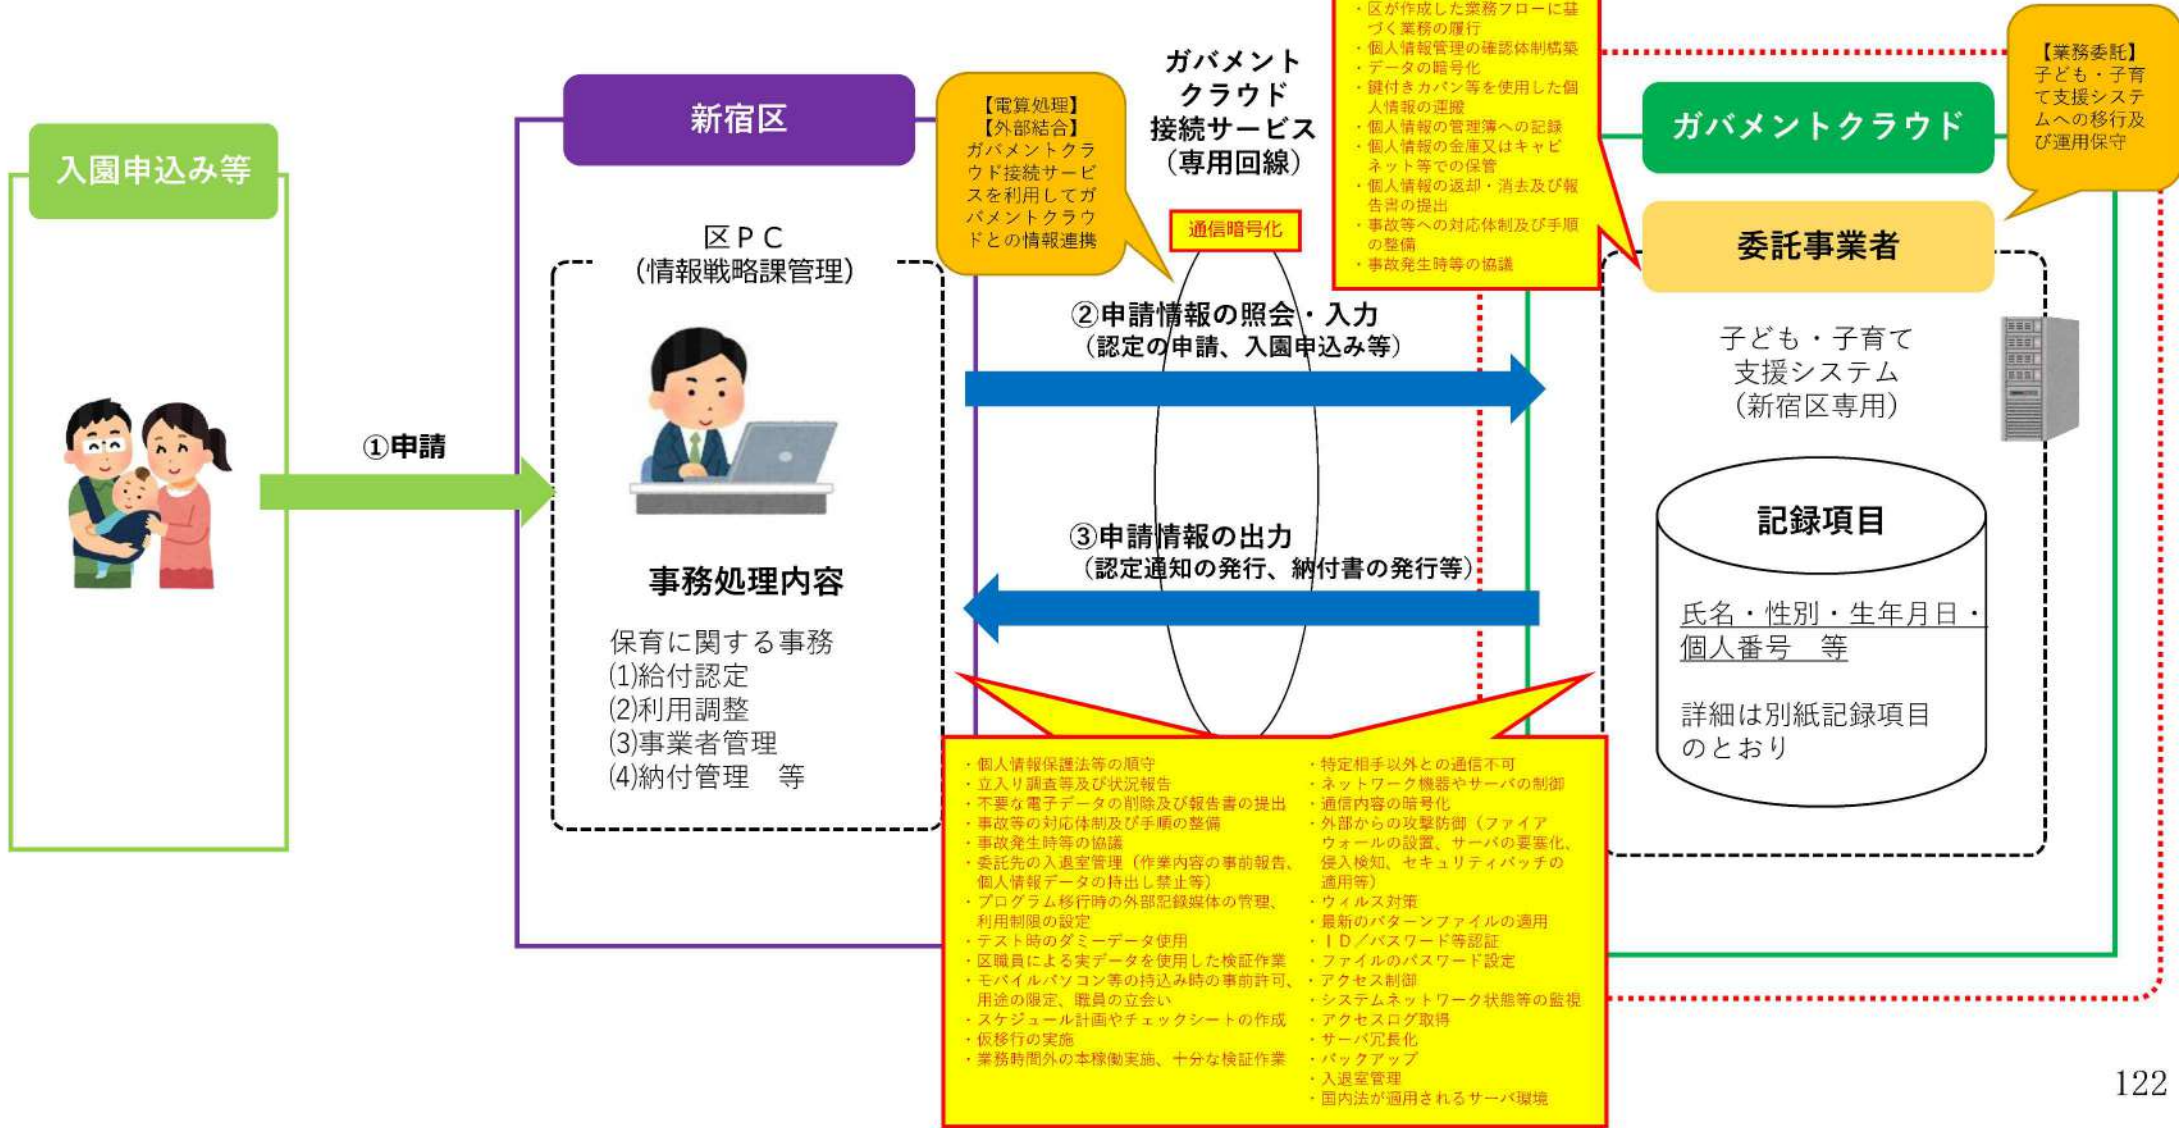 入園申込み等
①申請
新宿区
区ＰＣ
（情報戦略課管理）
事務処理内容
保育に関する事務
(1)給付認定
(2)利用調整
(3)事業者管理
(4)納付管理　等
【電算処理】
【外部結合】
ガバメントクラ
ウド接続サービ
スを利用してガ
バメントクラウ
ドとの情報連携
ガバメント
クラウド
接続サービス
（専用回線）
通信暗号化
②申請情報の照会・入力
（認定の申請、入園申込み等）
③申請情報の出力
（認定通知の発行、納付書の発行等）
・区が作成した業務フローに基
づく業務の履行
・個人情報管理の確認体制構築
・データの暗号化
・鍵付きカバン等を使用した個
人情報の運搬
・個人情報の管理簿への記録
・個人情報の金庫又はキャビ
ネット等での保管
・個人情報の返却・消去及び報
告書の提出
・事故等への対応体制及び手順
の整備
・事故発生時等の協議
ガバメントクラウド
【業務委託】
子ども・子育
て支援システ
ムへの移行及
び運用保守
委託事業者
子ども・子育て
支援システム
（新宿区専用）
記録項目
氏名・性別・生年月日・
個人番号　等
詳細は別紙記録項目
のとおり
・個人情報保護法等の順守
・立入り調査等及び状況報告
・不要な電子データの削除及び報告書の提出
・事故等の対応体制及び手順の整備
・事故発生時等の協議
・委託先の入退室管理（作業内容の事前報告、
個人情報データの持出し禁止等）
・プログラム移行時の外部記録媒体の管理、
利用制限の設定
・テスト時のダミーデータ使用
・区職員による実データを使用した検証作業
・モバイルパソコン等の持込み時の事前許可、
用途の限定、職員の立会い
・スケジュール計画やチェックシートの作成
・仮移行の実施
・業務時間外の本稼働実施、十分な検証作業
・特定相手以外との通信不可
・ネットワーク機器やサーバの制御
・通信内容の暗号化
・外部からの攻撃防御（ファイア
ウォールの設置、サーバの要塞化、
侵入検知、セキュリティパッチの
適用等）
・ウィルス対策
・最新のパターンファイルの適用
・ＩＤ／パスワード等認証
・ファイルのパスワード設定
・アクセス制御
・システムネットワーク状態等の監視
・アクセスログ取得
・サーバ冗長化
・バックアップ
・入退室管理
・国内法が適用されるサーバ環境
122